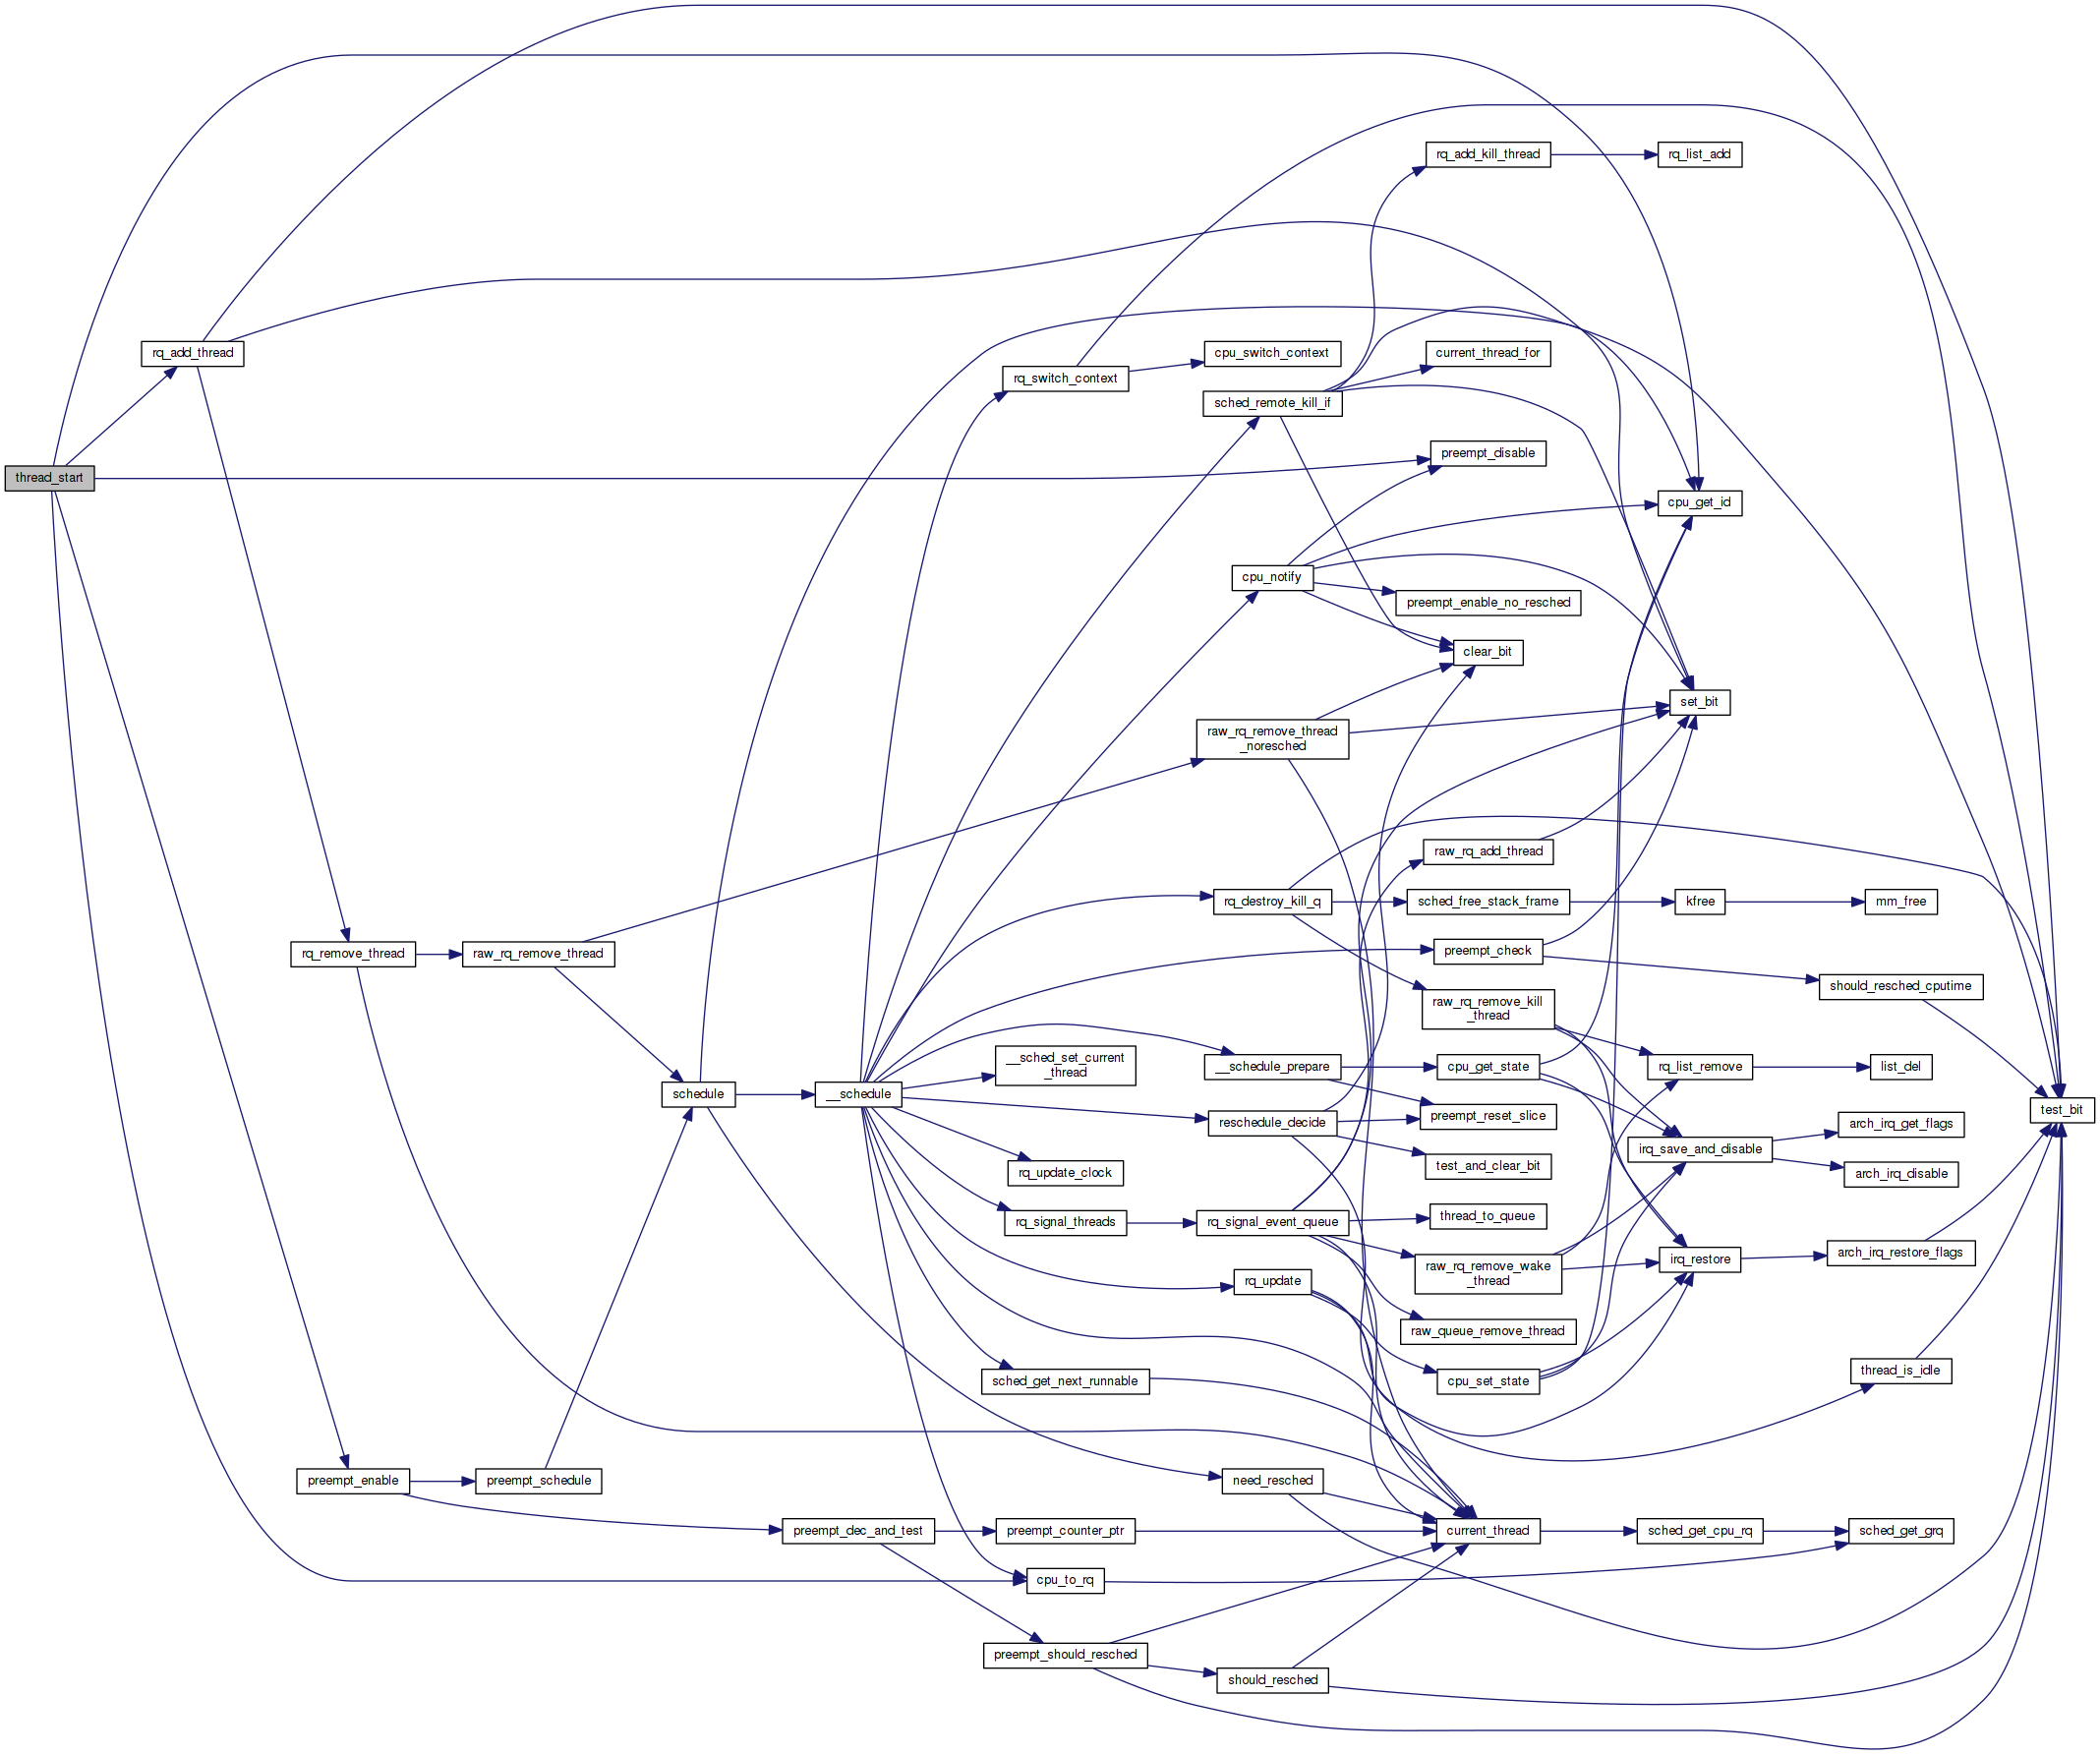 rq_add_kill_thread
rq_list_add
rq_add_thread
cpu_switch_context
current_thread_for
rq_switch_context
sched_remote_kill_if
preempt_disable
thread_start
cpu_get_id
cpu_notify
preempt_enable_no_resched
clear_bit
set_bit
raw_rq_remove_thread
_noresched
raw_rq_add_thread
rq_destroy_kill_q
sched_free_stack_frame
kfree
mm_free
rq_remove_thread
raw_rq_remove_thread
preempt_check
should_resched_cputime
raw_rq_remove_kill
_thread
__sched_set_current
_thread
__schedule_prepare
cpu_get_state
rq_list_remove
list_del
schedule
__schedule
preempt_reset_slice
test_bit
reschedule_decide
arch_irq_get_flags
irq_save_and_disable
rq_update_clock
test_and_clear_bit
arch_irq_disable
rq_signal_threads
rq_signal_event_queue
thread_to_queue
arch_irq_restore_flags
irq_restore
raw_rq_remove_wake
_thread
rq_update
raw_queue_remove_thread
thread_is_idle
sched_get_next_runnable
cpu_set_state
preempt_enable
preempt_schedule
need_resched
preempt_dec_and_test
preempt_counter_ptr
current_thread
sched_get_cpu_rq
sched_get_grq
cpu_to_rq
preempt_should_resched
should_resched